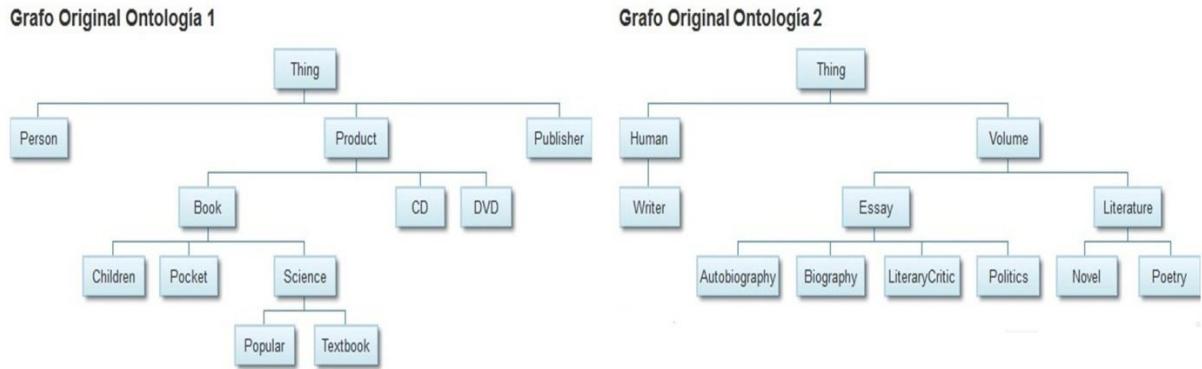 Grafo Original Ontología 1
Thing
Person
Product
Publisher
Book
CD
DVD
Children
Pocket
Science
Popular
Textbook
Grafo Original Ontología 2
Thing
Human
Volume
Writer
Essay
Literature
Autobiography
Biography
LiteraryCritic
Politics
Novel
Poetry